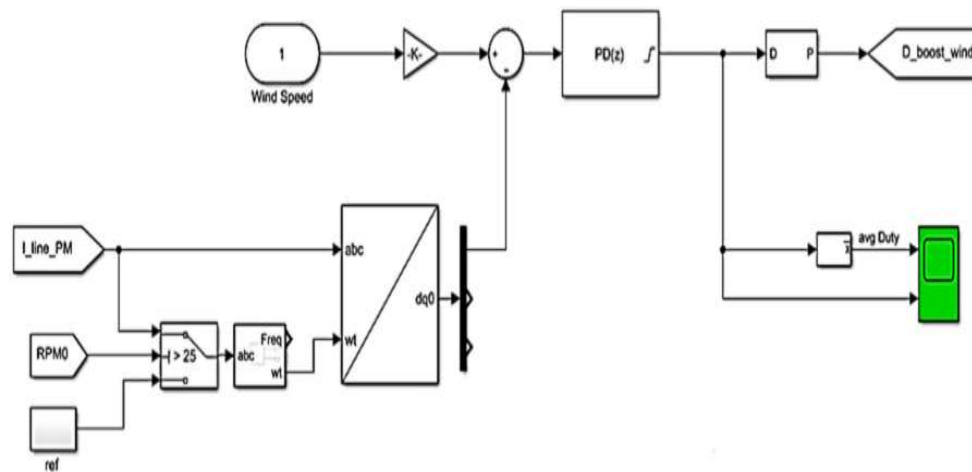 1
Wind Speed
-K-
+
-
PD(z)
D P
D_boost_wind
I_line_PM
abc
dq0
wt
avg Duty
x
RPM0
> 25
Freq
abc
wt
ref